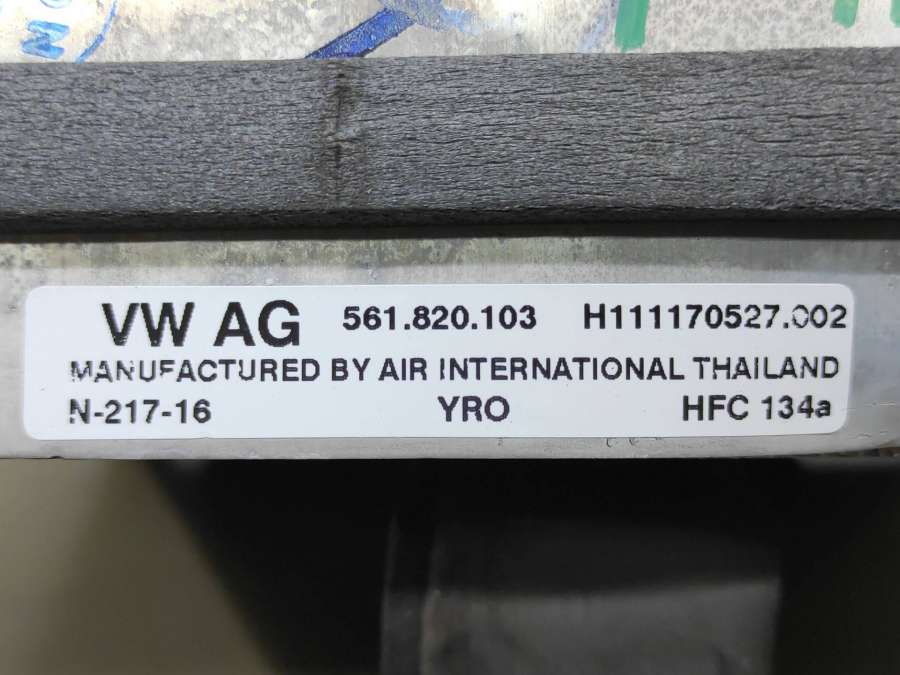 VW AG 561.820.103 H111170527.002
MANUFACTURED BY AIR INTERNATIONAL THAILAND
N-217-16 YRO HFC 134a